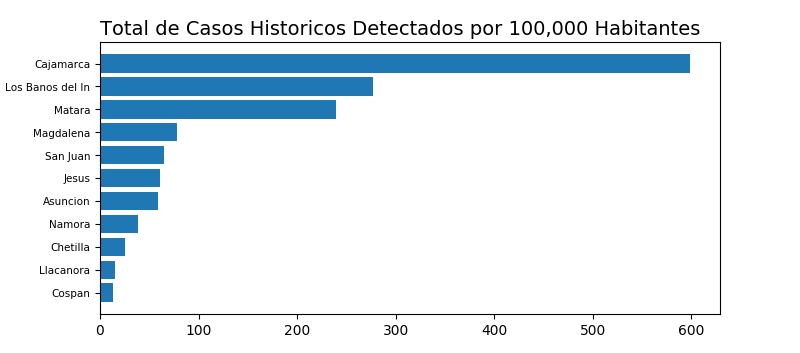 Total de Casos Historicos Detectados por 100,000 Habitantes
Cajamarca
Los Banos del In
Matara
Magdalena
San Juan
Jesus
Asuncion
Namora
Chetilla
Llacanora
Cospan
0 100 200 300 400 500 600